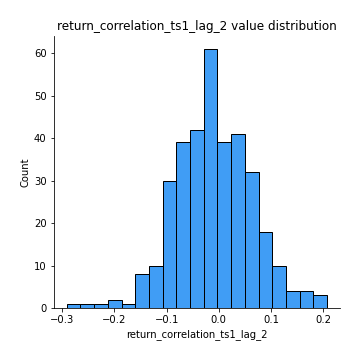 return_correlation_ts1_lag_2 value distribution
60
50
40
30
20
10
0
Count
−0.3 −0.2 −0.1 0.0 0.1 0.2
return_correlation_ts1_lag_2